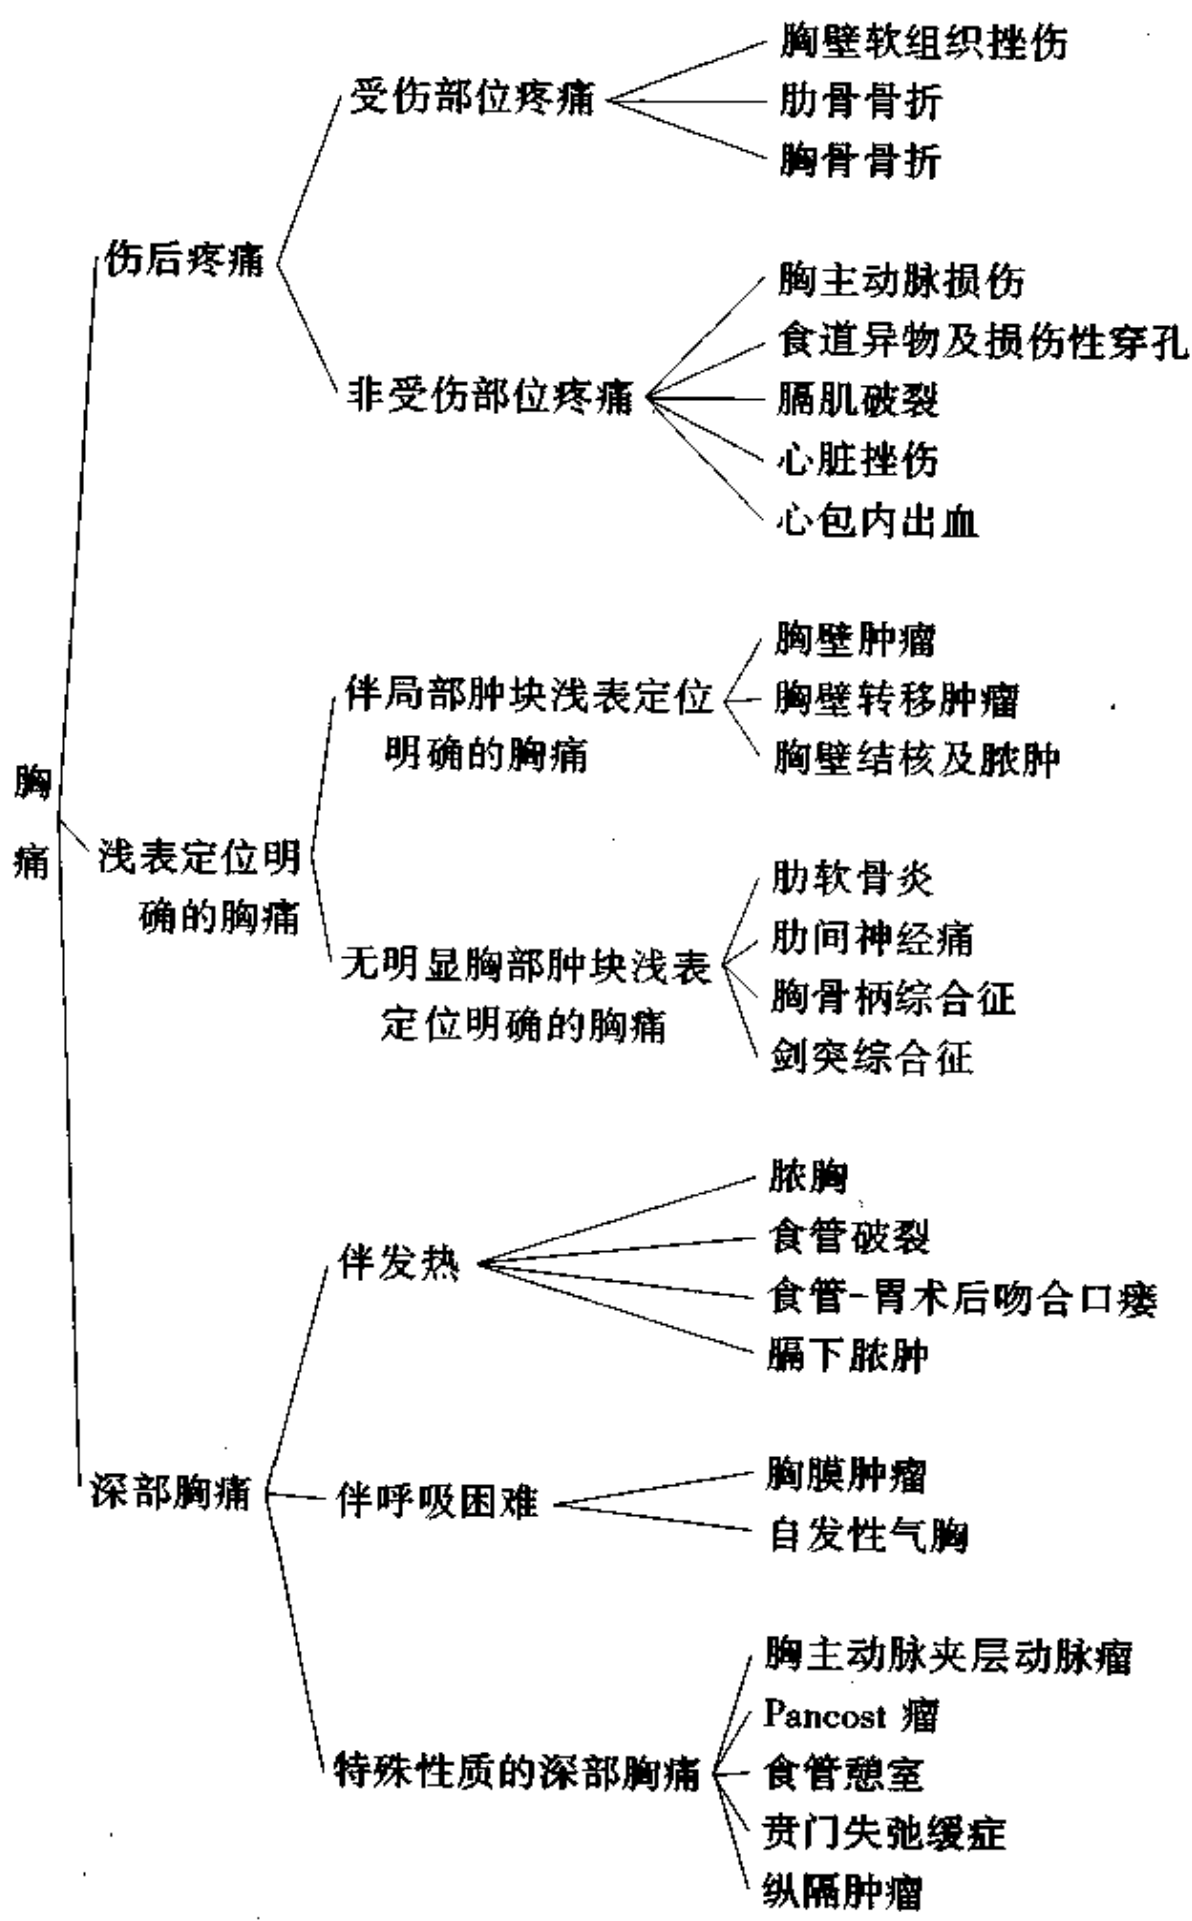 胸痛
伤后疼痛
受伤部位疼痛
胸壁软组织挫伤
肋骨骨折
胸骨骨折
非受伤部位疼痛
胸主动脉损伤
食道异物及损伤性穿孔
膈肌破裂
心脏挫伤
心包内出血
浅表定位明
确的胸痛
伴局部肿块浅表定位
明确的胸痛
胸壁肿瘤
胸壁转移肿瘤
胸壁结核及脓肿
无明显胸部肿块浅表
定位明确的胸痛
肋软骨炎
肋间神经痛
胸骨柄综合征
剑突综合征
深部胸痛
伴发热
脓胸
食管破裂
食管-胃术后吻合口瘘
膈下脓肿
伴呼吸困难
胸膜肿瘤
自发性气胸
特殊性质的深部胸痛
胸主动脉夹层动脉瘤
Pancost 瘤
食管憩室
贲门失弛缓症
纵隔肿瘤